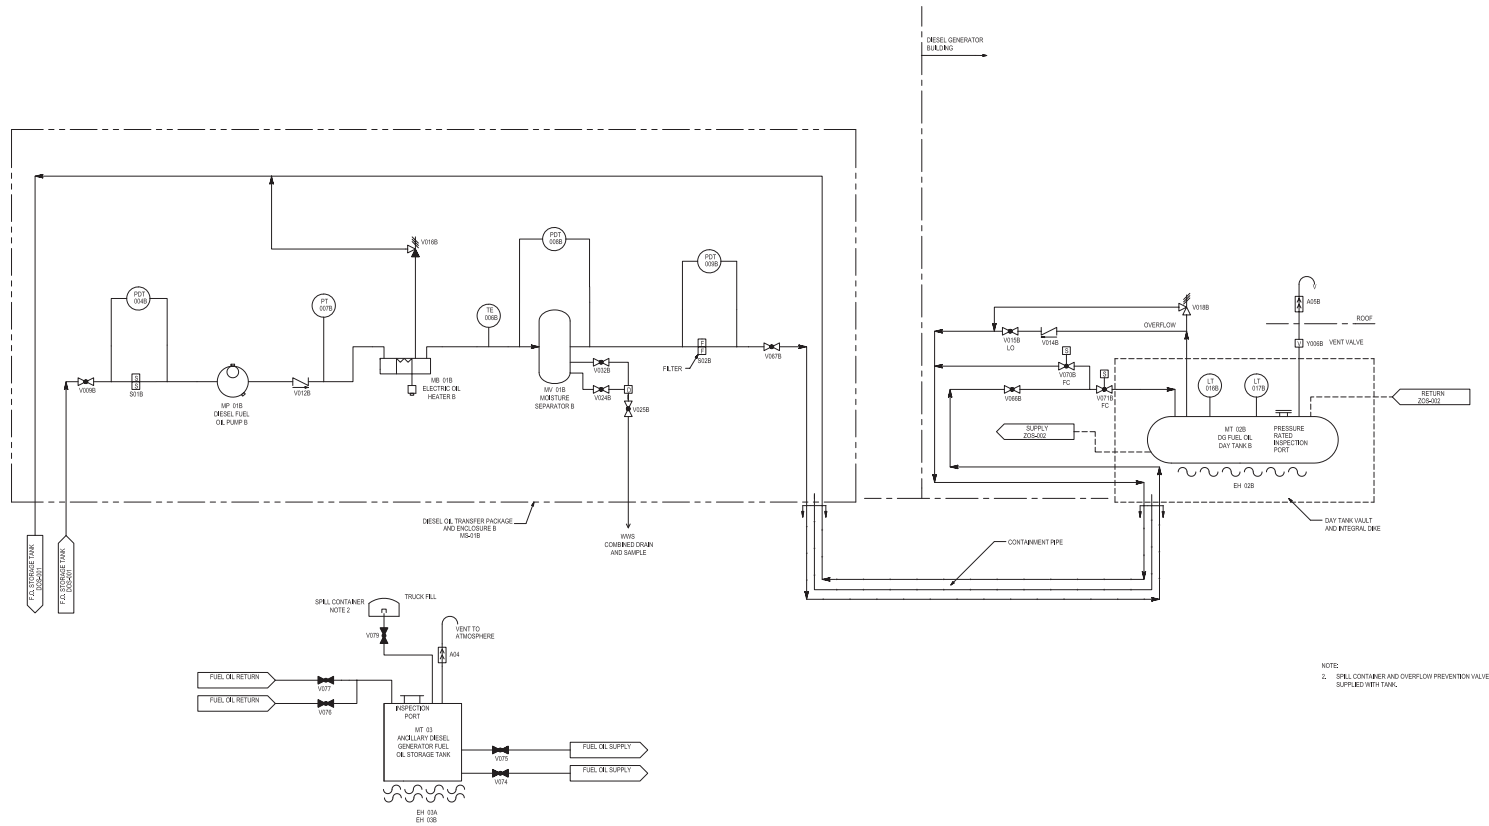 DIESEL GENERATOR
BUILDING
V016B
PDT
008B
PDT
009B
PDT
004B
PT
007B
TE
006B
V009B
S
S
S01B
MP 01B
DIESEL FUEL
OIL PUMP B
V012B
MB 01B
ELECTRIC OIL
HEATER B
MV 01B
MOISTURE
SEPARATOR B
V032B
V024B
D
V025B
FILTER
F
F
S02B
V067B
WWS
COMBINED DRAIN
AND SAMPLE
DIESEL OIL TRANSFER PACKAGE
AND ENCLOSURE B
MS-01B
F.O. STORAGE TANK
DOS-001
F.O. STORAGE TANK
DOS-001
V018B
OVERFLOW
V015B
LO
V014B
S
V070B
FC
S
V066B
V071B
FC
A05B
ROOF
V
Y006B
VENT VALVE
LT
016B
LT
017B
RETURN
ZOS-002
SUPPLY
ZOS-002
MT 02B
DG FUEL OIL
DAY TANK B
PRESSURE
RATED
INSPECTION
PORT
EH 02B
DAY TANK VAULT
AND INTEGRAL DIKE
CONTAINMENT PIPE
SPILL CONTAINER
NOTE 2
TRUCK FILL
V079
VENT TO
ATMOSPHERE
A04
FUEL OIL RETURN
V077
FUEL OIL RETURN
V076
INSPECTION
PORT
MT 03
ANCILLARY DIESEL
GENERATOR FUEL
OIL STORAGE TANK
V075
FUEL OIL SUPPLY
V074
FUEL OIL SUPPLY
EH 03A
EH 03B
NOTE:
2. SPILL CONTAINER AND OVERFLOW PREVENTION VALVE
SUPPLIED WITH TANK.